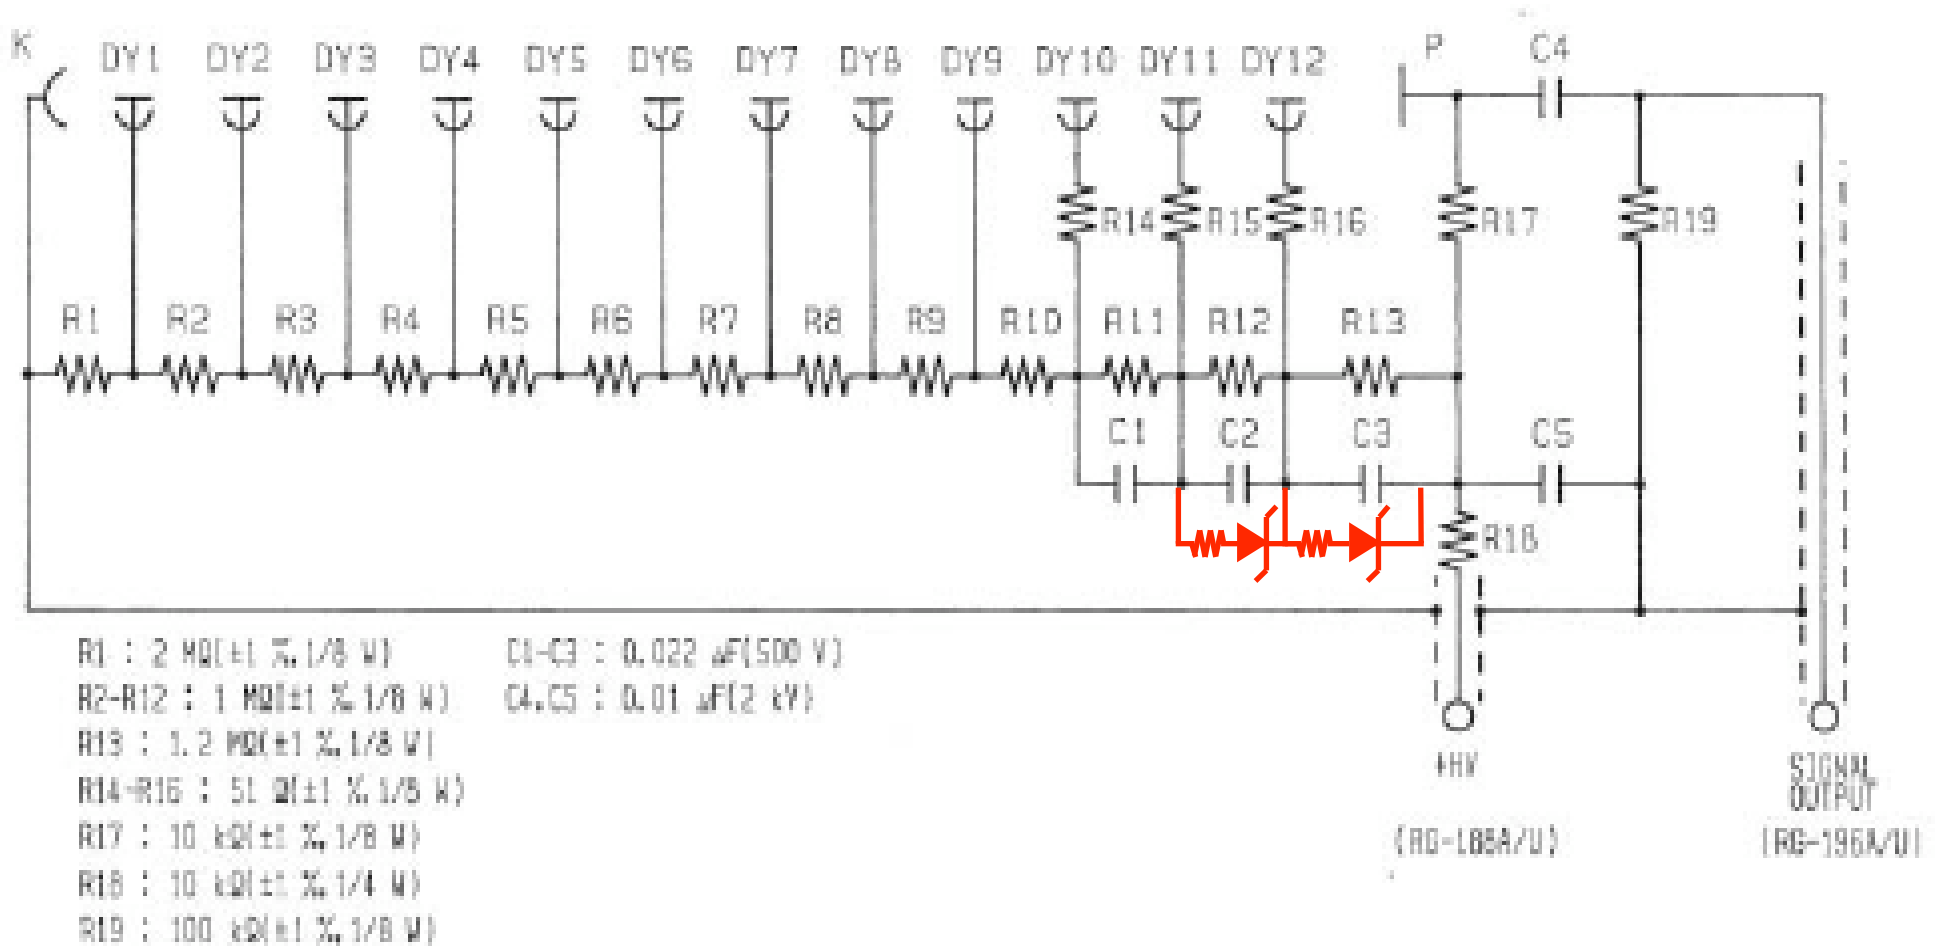 K DY1 DY2 DY3 DY4 DY5 DY6 DY7 DY8 DY9 DY10 DY11 DY12 P C4
R14 R15 R16 R17 R19
R1 R2 R3 R4 R5 R6 R7 R8 R9 R10 R11 R12 R13
C1 C2 C3 C5
R18
R1 : 2 MΩ(±1 %,1/8 W)
R2-R12 : 1 MΩ(±1 %,1/8 W)
R13 : 1.2 MΩ(±1 %,1/8 W)
R14-R16 : 51 Ω(±1 %,1/8 W)
R17 : 10 kΩ(±1 %,1/8 W)
R18 : 10 kΩ(±1 %,1/4 W)
R19 : 100 kΩ(±1 %,1/8 W)
C1-C3 : 0.022 μF(500 V)
C4,C5 : 0.01 μF(2 kV)
+HV
(RG-188A/U)
SIGNAL
OUTPUT
(RG-196A/U)